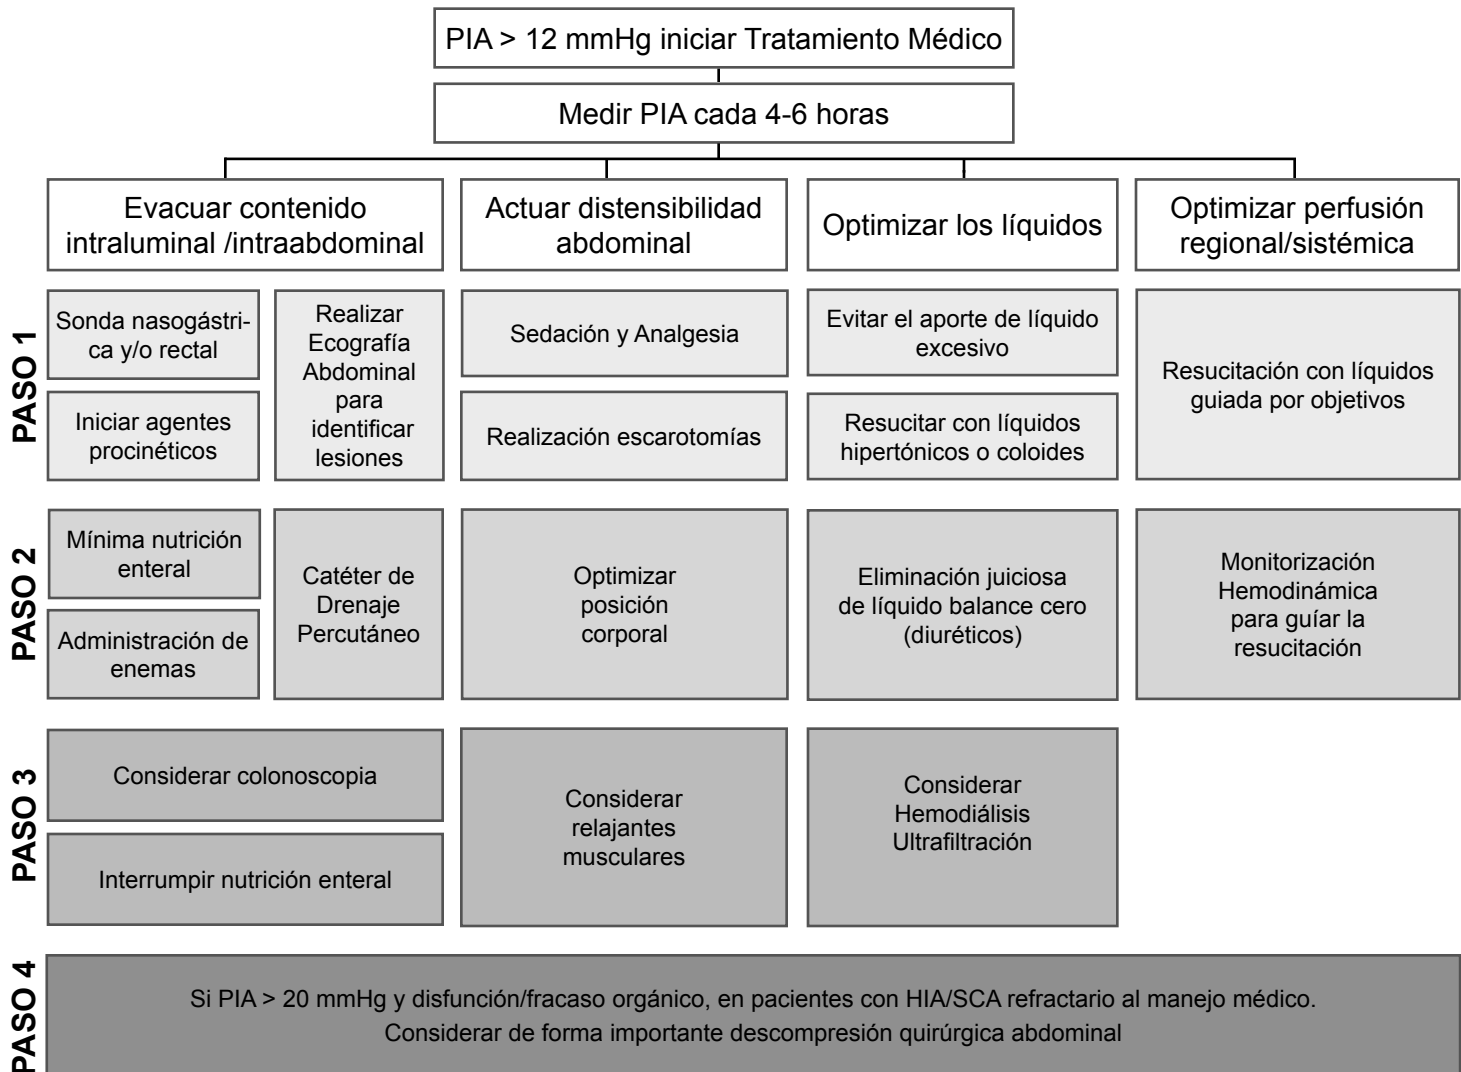 PIA > 12 mmHg iniciar Tratamiento Médico
Medir PIA cada 4-6 horas
Evacuar contenido
intraluminal /intraabdominal
Actuar distensibilidad
abdominal
Optimizar los líquidos
Optimizar perfusión
regional/sistémica
PASO 1
Sonda nasogástri-
ca y/o rectal
Iniciar agentes
procinéticos
Realizar
Ecografía
Abdominal
para
identificar
lesiones
Sedación y Analgesia
Realización escarotomías
Evitar el aporte de líquido
excesivo
Resucitar con líquidos
hipertónicos o coloides
Resucitación con líquidos
guiada por objetivos
PASO 2
Mínima nutrición
enteral
Administración de
enemas
Catéter de
Drenaje
Percutáneo
Optimizar
posición
corporal
Eliminación juiciosa
de líquido balance cero
(diuréticos)
Monitorización
Hemodinámica
para guíar la
resucitación
PASO 3
Considerar colonoscopia
Interrumpir nutrición enteral
Considerar
relajantes
musculares
Considerar
Hemodiálisis
Ultrafiltración
PASO 4
Si PIA > 20 mmHg y disfunción/fracaso orgánico, en pacientes con HIA/SCA refractario al manejo médico.
Considerar de forma importante descompresión quirúrgica abdominal